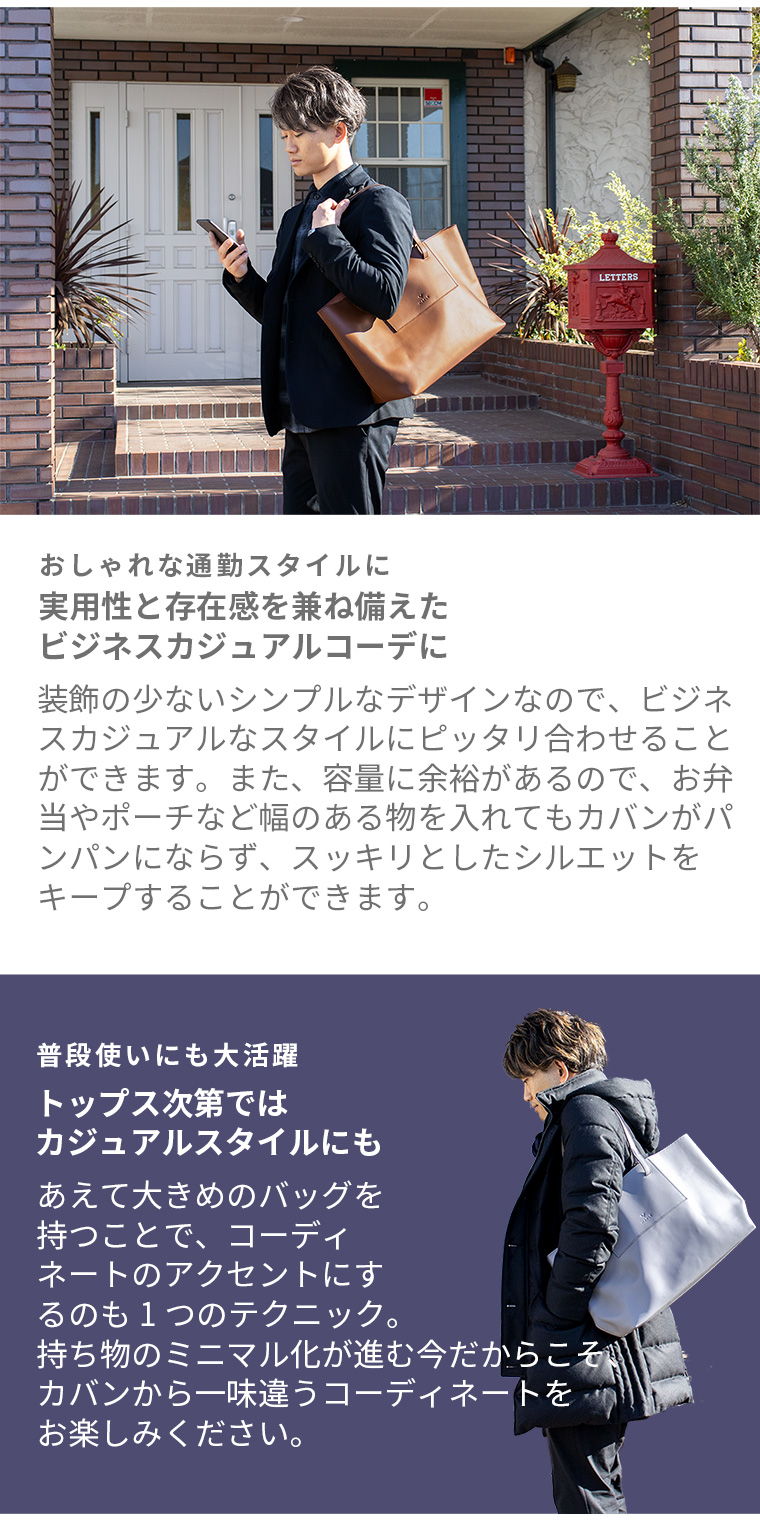 LETTERS
おしゃれな通勤スタイルに
実用性と存在感を兼ね備えた
ビジネスカジュアルコーデに
装飾の少ないシンプルなデザインなので、ビジネ
スカジュアルなスタイルにピッタリ合わせること
ができます。また、容量に余裕があるので、お弁
当やポーチなど幅のある物を入れてもカバンがパ
ンパンにならず、スッキリとしたシルエットを
キープすることができます。
普段使いにも大活躍
トップス次第では
カジュアルスタイルにも
あえて大きめのバッグを
持つことで、コーディ
ネートのアクセントにす
るのも1つのテクニック。
持ち物のミニマル化が進む今だからこそ、
カバンから一味違うコーディネートを
お楽しみください。